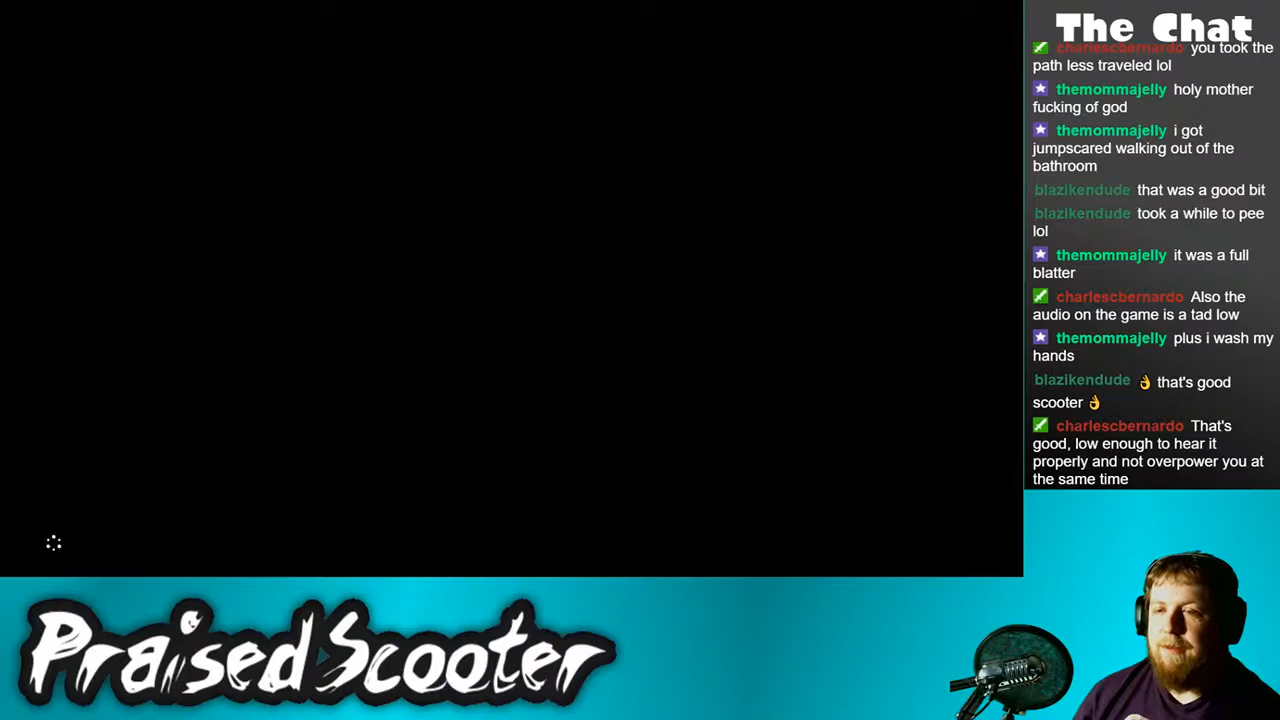 The Chat
charlescbernardo you took the
path less traveled lol
themommajelly holy mother
fucking of god
themommajelly i got
jumpscared walking out of the
bathroom
blazikendude that was a good bit
blazikendude took a while to pee
lol
themommajelly it was a full
blatter
charlescbernardo Also the
audio on the game is a tad low
themommajelly plus i wash my
hands
blazikendude 👌 that's good
scooter 👌
charlescbernardo That's
good, low enough to hear it
properly and not overpower you at
the same time
PraisedScooter